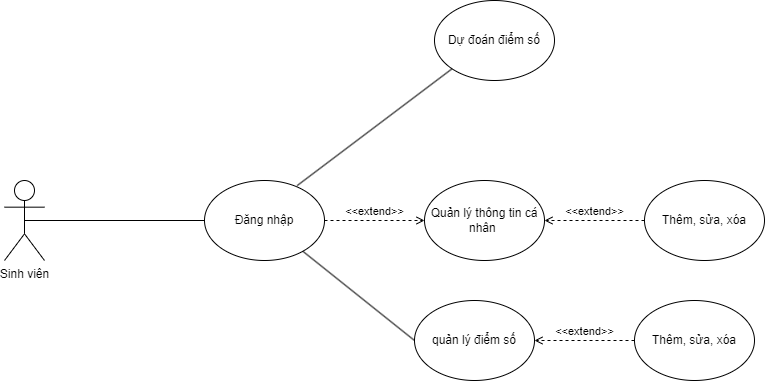 Dự đoán điểm số
Đăng nhập
<<extend>>
Quản lý thông tin cá
nhân
<<extend>>
Thêm, sửa, xóa
Sinh viên
quản lý điểm số
<<extend>>
Thêm, sửa, xóa